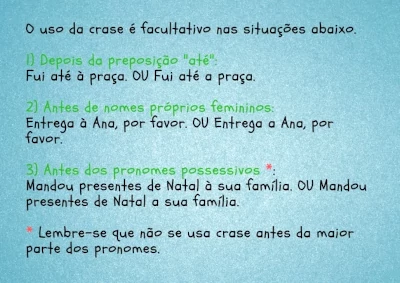 O uso da crase é facultativo nas situações abaixo.
1) Depois da preposição "até":
Fui até à praça. OU Fui até a praça.
2) Antes de nomes próprios femininos:
Entrega à Ana, por favor. OU Entrega a Ana, por
favor.
3) Antes dos pronomes possessivos *:
Mandou presentes de Natal à sua família. OU Mandou
presentes de Natal a sua família.
* Lembre-se que não se usa crase antes da maior
parte dos pronomes.